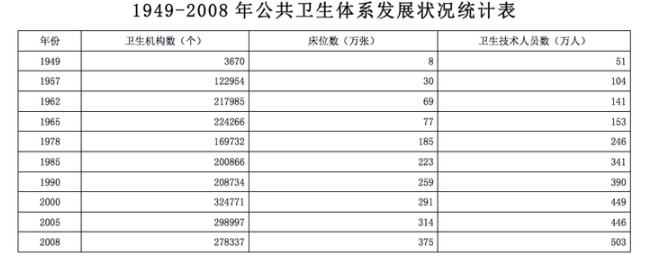 1949-2008 年公共卫生体系发展状况统计表
年份 卫生机构数（个） 床位数（万张） 卫生技术人员数（万人）
1949 3670 8 51
1957 122954 30 104
1962 217985 69 141
1965 224266 77 153
1978 169732 185 246
1985 200866 223 341
1990 208734 259 390
2000 324771 291 449
2005 298997 314 446
2008 278337 375 503